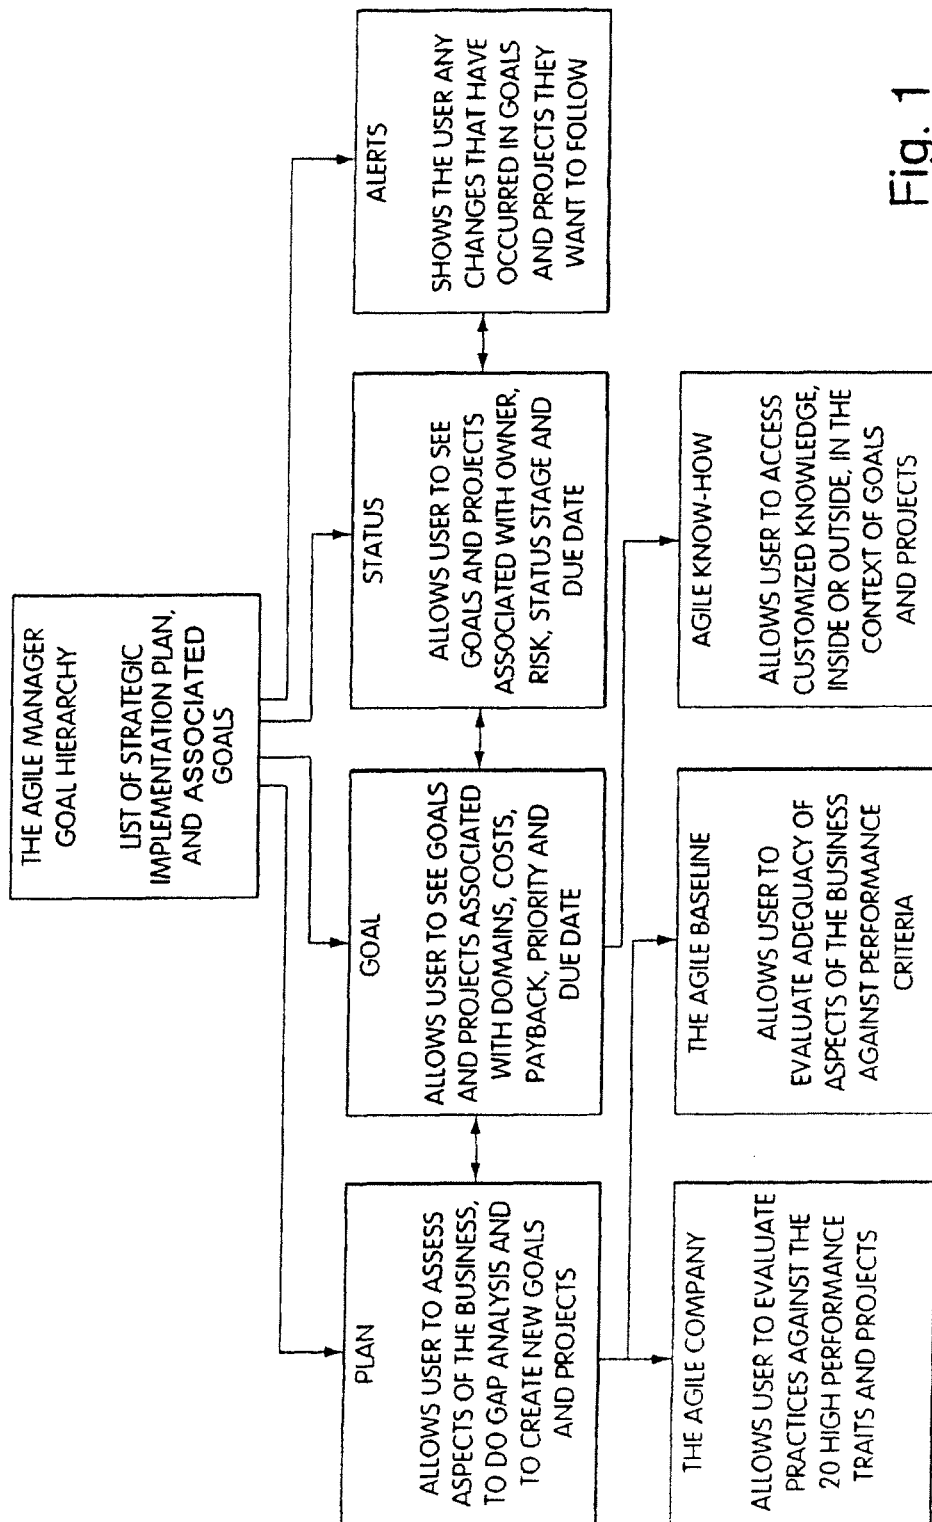 THE AGILE MANAGER
GOAL HIERARCHY
LIST OF STRATEGIC
IMPLEMENTATION PLAN,
AND ASSOCIATED
GOALS
PLAN
ALLOWS USER TO ASSESS
ASPECTS OF THE BUSINESS,
TO DO GAP ANALYSIS AND
TO CREATE NEW GOALS
AND PROJECTS
GOAL
ALLOWS USER TO SEE GOALS
AND PROJECTS ASSOCIATED
WITH DOMAINS, COSTS,
PAYBACK, PRIORITY AND
DUE DATE
STATUS
ALLOWS USER TO SEE
GOALS AND PROJECTS
ASSOCIATED WITH OWNER,
RISK, STATUS STAGE AND
DUE DATE
ALERTS
SHOWS THE USER ANY
CHANGES THAT HAVE
OCCURRED IN GOALS
AND PROJECTS THEY
WANT TO FOLLOW
THE AGILE COMPANY
ALLOWS USER TO EVALUATE
PRACTICES AGAINST THE
20 HIGH PERFORMANCE
TRAITS AND PROJECTS
THE AGILE BASELINE
ALLOWS USER TO
EVALUATE ADEQUACY OF
ASPECTS OF THE BUSINESS
AGAINST PERFORMANCE
CRITERIA
AGILE KNOW-HOW
ALLOWS USER TO ACCESS
CUSTOMIZED KNOWLEDGE,
INSIDE OR OUTSIDE, IN THE
CONTEXT OF GOALS
AND PROJECTS
Fig. 1